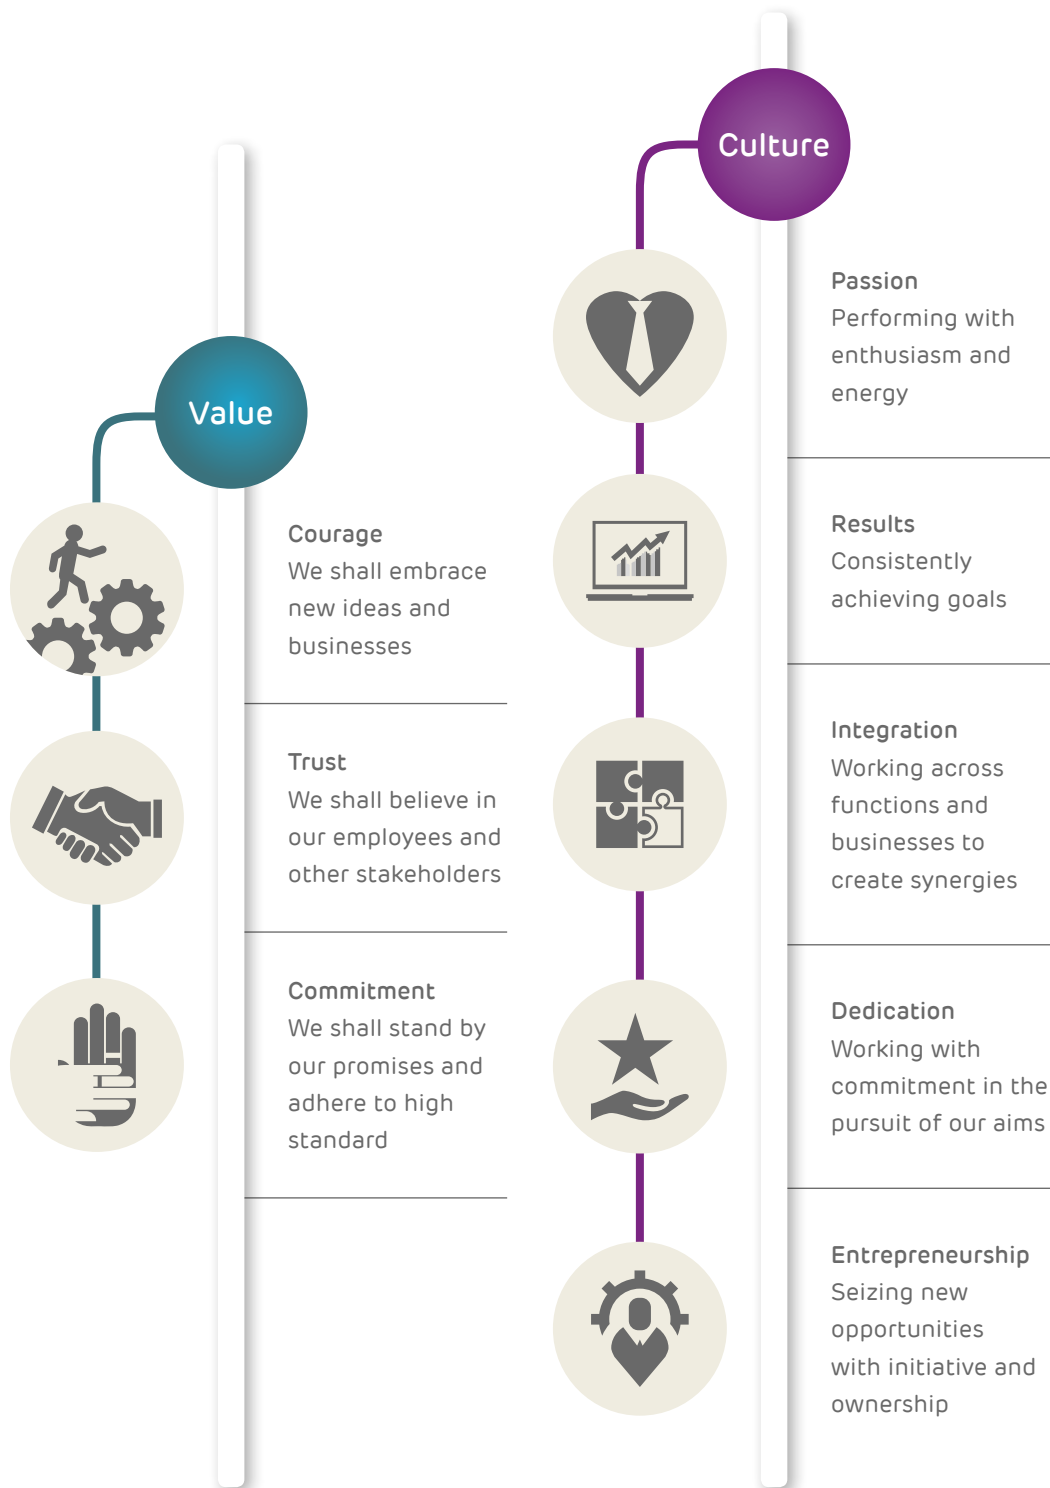 Value
Courage
We shall embrace
new ideas and
businesses
Trust
We shall believe in
our employees and
other stakeholders
Commitment
We shall stand by
our promises and
adhere to high
standard
Culture
Passion
Performing with
enthusiasm and
energy
Results
Consistently
achieving goals
Integration
Working across
functions and
businesses to
create synergies
Dedication
Working with
commitment in the
pursuit of our aims
Entrepreneurship
Seizing new
opportunities
with initiative and
ownership